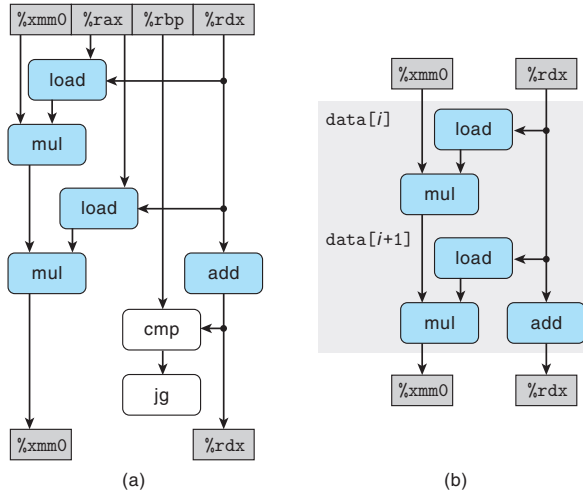 %xmm0 %rax %rbp %rdx
load
mul
load
mul add
cmp
jg
%xmm0 %rdx
(a)
%xmm0 %rdx
data[i]
load
mul
data[i+1]
load
mul add
%xmm0 %rdx
(b)